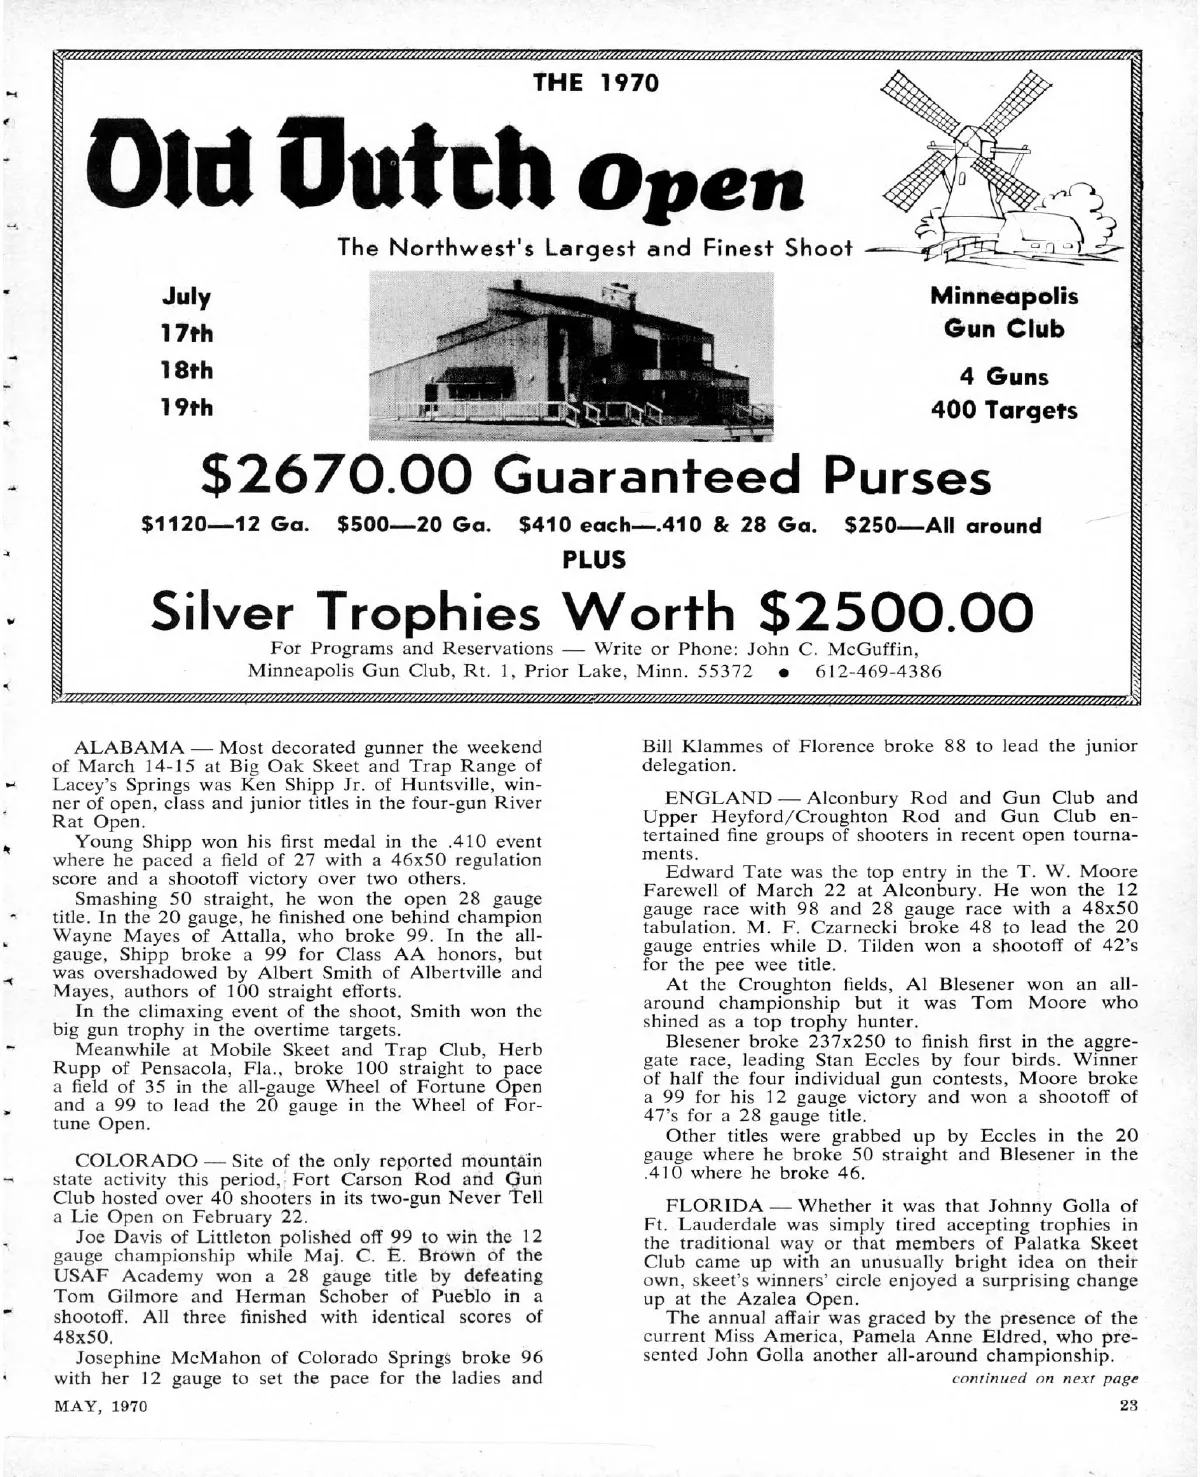 THE 1970
Old Dutch Open
The Northwest's Largest and Finest Shoot
July
17th
18th
19th
Minneapolis
Gun Club
4 Guns
400 Targets
$2670.00 Guaranteed Purses
$1120—12 Ga. $500—20 Ga. $410 each—.410 & 28 Ga. $250—All around
PLUS
Silver Trophies Worth $2500.00
For Programs and Reservations — Write or Phone: John C. McGuffin,
Minneapolis Gun Club, Rt. 1, Prior Lake, Minn. 55372 • 612-469-4386
ALABAMA — Most decorated gunner the weekend
of March 14-15 at Big Oak Skeet and Trap Range of
Lacey's Springs was Ken Shipp Jr. of Huntsville, win-
ner of open, class and junior titles in the four-gun River
Rat Open.
Young Shipp won his first medal in the .410 event
where he paced a field of 27 with a 46x50 regulation
score and a shootoff victory over two others.
Smashing 50 straight, he won the open 28 gauge
title. In the 20 gauge, he finished one behind champion
Wayne Mayes of Attalla, who broke 99. In the all-
gauge, Shipp broke a 99 for Class AA honors, but
was overshadowed by Albert Smith of Albertville and
Mayes, authors of 100 straight efforts.
In the climaxing event of the shoot, Smith won the
big gun trophy in the overtime targets.
Meanwhile at Mobile Skeet and Trap Club, Herb
Rupp of Pensacola, Fla., broke 100 straight to pace
a field of 35 in the all-gauge Wheel of Fortune Open
and a 99 to lead the 20 gauge in the Wheel of For-
tune Open.
COLORADO — Site of the only reported mountain
state activity this period, Fort Carson Rod and Gun
Club hosted over 40 shooters in its two-gun Never Tell
a Lie Open on February 22.
Joe Davis of Littleton polished off 99 to win the 12
gauge championship while Maj. C. E. Brown of the
USAF Academy won a 28 gauge title by defeating
Tom Gilmore and Herman Schober of Pueblo in a
shootoff. All three finished with identical scores of
48x50.
Josephine McMahon of Colorado Springs broke 96
with her 12 gauge to set the pace for the ladies and
Bill Klammes of Florence broke 88 to lead the junior
delegation.
ENGLAND — Alconbury Rod and Gun Club and
Upper Heyford/Croughton Rod and Gun Club en-
tertained fine groups of shooters in recent open tourna-
ments.
Edward Tate was the top entry in the T. W. Moore
Farewell of March 22 at Alconbury. He won the 12
gauge race with 98 and 28 gauge race with a 48x50
tabulation. M. F. Czarnecki broke 48 to lead the 20
gauge entries while D. Tilden won a shootoff of 42's
for the pee wee title.
At the Croughton fields, Al Blesener won an all-
around championship but it was Tom Moore who
shined as a top trophy hunter.
Blesener broke 237x250 to finish first in the aggre-
gate race, leading Stan Eccles by four birds. Winner
of half the four individual gun contests, Moore broke
a 99 for his 12 gauge victory and won a shootoff of
47's for a 28 gauge title.
Other titles were grabbed up by Eccles in the 20
gauge where he broke 50 straight and Blesener in the
.410 where he broke 46.
FLORIDA — Whether it was that Johnny Golla of
Ft. Lauderdale was simply tired accepting trophies in
the traditional way or that members of Palatka Skeet
Club came up with an unusually bright idea on their
own, skeet's winners' circle enjoyed a surprising change
up at the Azalea Open.
The annual affair was graced by the presence of the
current Miss America, Pamela Anne Eldred, who pre-
sented John Golla another all-around championship.
continued on next page
MAY, 1970
23